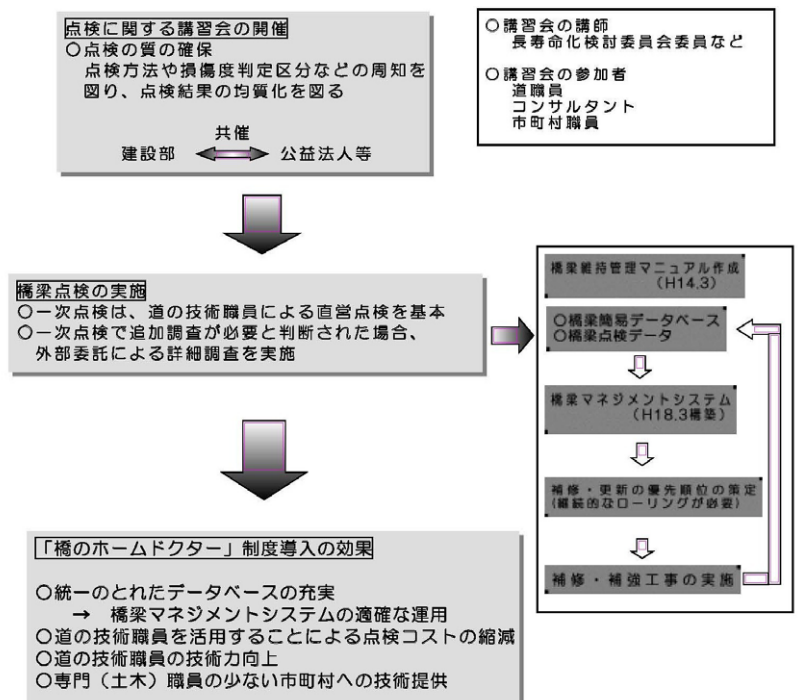 点検に関する講習会の開催
○点検の質の確保
点検方法や損傷度判定区分などの周知を
図り、点検結果の均質化を図る
共催
建設部
公益法人等
○講習会の講師
長寿命化検討委員会委員など
○講習会の参加者
道職員
コンサルタント
市町村職員
橋梁点検の実施
○一次点検は、道の技術職員による直営点検を基本
○一次点検で追加調査が必要と判断された場合、
外部委託による詳細調査を実施
橋梁維持管理マニュアル作成
（H14.3）
○橋梁簡易データベース
○橋梁点検データ
橋梁マネジメントシステム
（H18.3構築）
補修・更新の優先順位の策定
(継続的なローリングが必要)
補修・補強工事の実施
「橋のホームドクター」制度導入の効果
○統一のとれたデータベースの充実
→ 橋梁マネジメントシステムの適確な運用
○道の技術職員を活用することによる点検コストの縮減
○道の技術職員の技術力向上
○専門（土木）職員の少ない市町村への技術提供